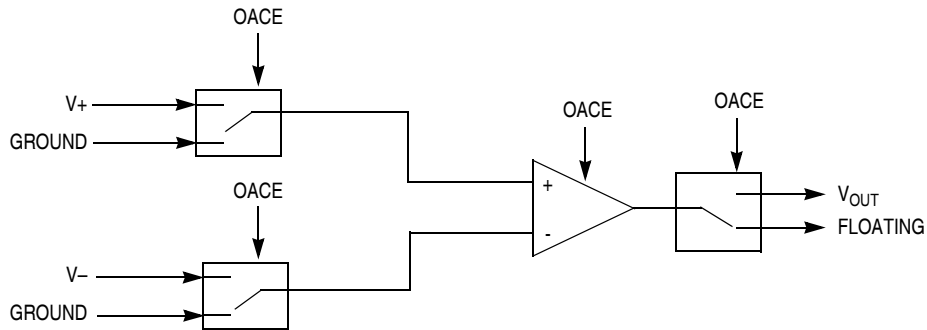 OACE
V+
GROUND
OACE
OACE
+
-
VOUT
FLOATING
OACE
V–
GROUND